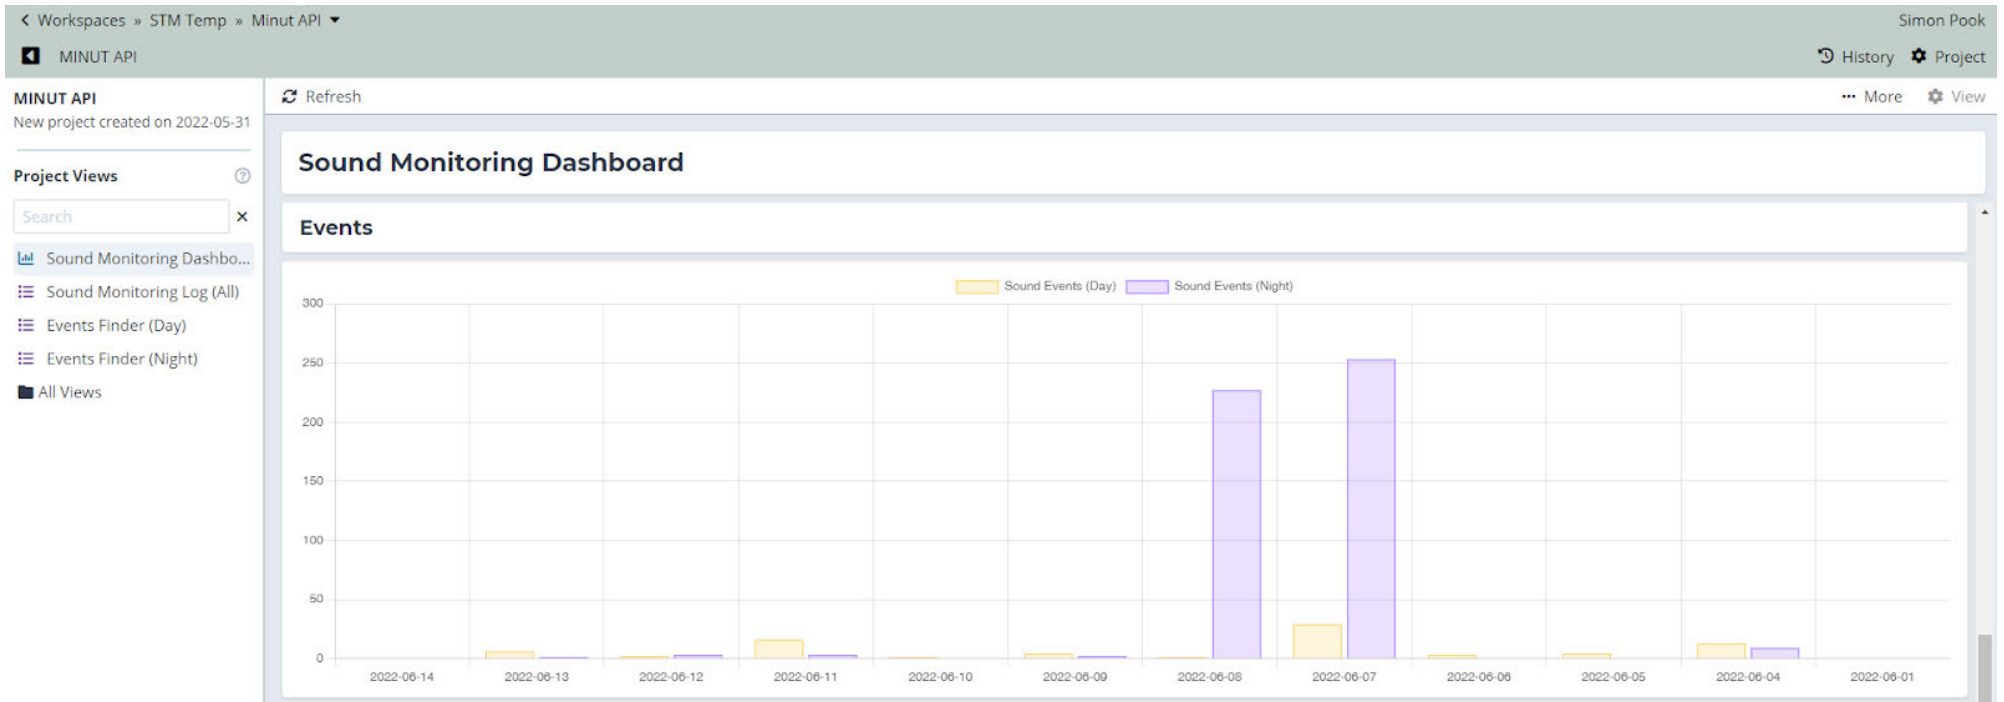 Workspaces » STM Temp » Minut API
Simon Pook
MINUT API
History
Project
MINUT API
New project created on 2022-05-31
Refresh
More
View
Project Views
Search
Sound Monitoring Dashbo...
Sound Monitoring Log (All)
Events Finder (Day)
Events Finder (Night)
All Views
Sound Monitoring Dashboard
Events
Sound Events (Day)
Sound Events (Night)
300
250
200
150
100
50
0
2022-06-14
2022-06-13
2022-06-12
2022-06-11
2022-06-10
2022-06-09
2022-06-08
2022-06-07
2022-06-06
2022-06-05
2022-06-04
2022-06-01